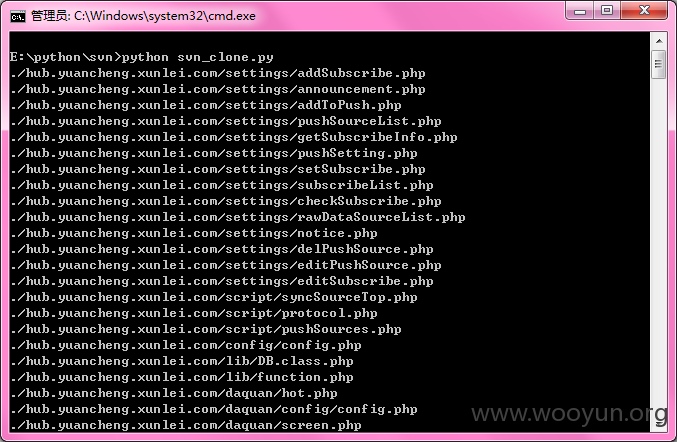 管理员: C:\Windows\system32\cmd.exe
E:\python\svn>python svn_clone.py
./hub.yuancheng.xunlei.com/settings/addSubscribe.php
./hub.yuancheng.xunlei.com/settings/announcement.php
./hub.yuancheng.xunlei.com/settings/addToPush.php
./hub.yuancheng.xunlei.com/settings/pushSourceList.php
./hub.yuancheng.xunlei.com/settings/getSubscribeInfo.php
./hub.yuancheng.xunlei.com/settings/pushSetting.php
./hub.yuancheng.xunlei.com/settings/setSubscribe.php
./hub.yuancheng.xunlei.com/settings/subscribeList.php
./hub.yuancheng.xunlei.com/settings/checkSubscribe.php
./hub.yuancheng.xunlei.com/settings/rawDataSourceList.php
./hub.yuancheng.xunlei.com/settings/notice.php
./hub.yuancheng.xunlei.com/settings/delPushSource.php
./hub.yuancheng.xunlei.com/settings/editPushSource.php
./hub.yuancheng.xunlei.com/settings/editSubscribe.php
./hub.yuancheng.xunlei.com/script/syncSourceTop.php
./hub.yuancheng.xunlei.com/script/protocol.php
./hub.yuancheng.xunlei.com/script/pushSources.php
./hub.yuancheng.xunlei.com/config/config.php
./hub.yuancheng.xunlei.com/lib/DB.class.php
./hub.yuancheng.xunlei.com/lib/function.php
./hub.yuancheng.xunlei.com/daquan/hot.php
./hub.yuancheng.xunlei.com/daquan/config/config.php
./hub.yuancheng.xunlei.com/daquan/screen.php
www.wooyun.org